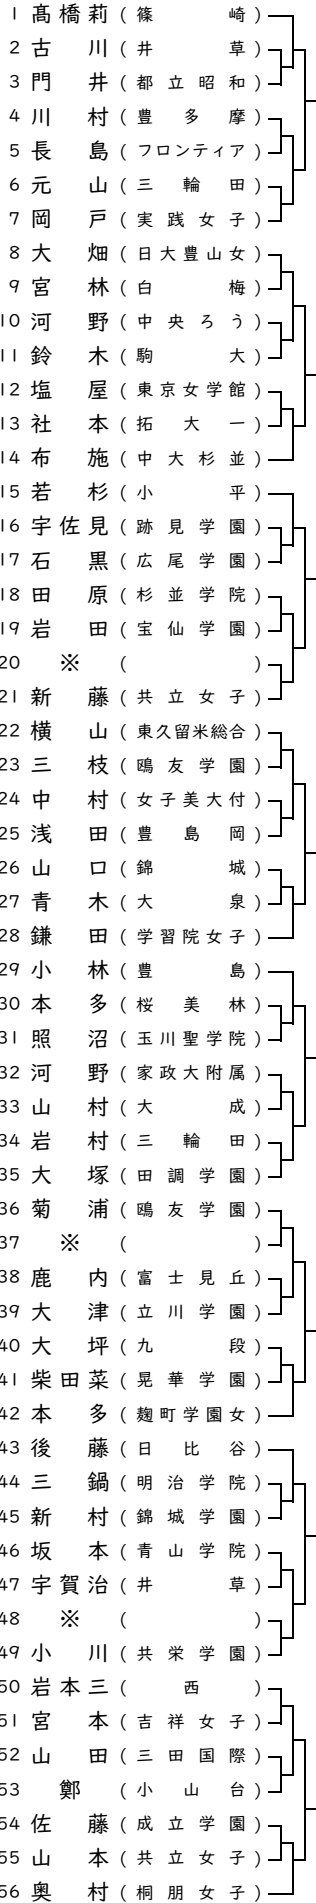 1 髙橋莉 (篠崎)
2 古川 (井草)
3 門井 (都立昭和)
4 川村 (豊多摩)
5 長島 (フロンティア)
6 元山 (三輪田)
7 岡戸 (実践女子)
8 大畑 (日大豊山女)
9 宮林 (白梅)
10 河野 (中央ろう)
11 鈴木 (駒大)
12 塩屋 (東京女学館)
13 社本 (拓大一)
14 布施 (中大杉並)
15 若杉 (小平)
16 宇佐見 (跡見学園)
17 石黒 (広尾学園)
18 田原 (杉並学院)
19 岩田 (宝仙学園)
20 ※ ( )
21 新藤 (共立女子)
22 横山 (東久留米総合)
23 三枝 (鴎友学園)
24 中村 (女子美大付)
25 浅田 (豊島岡)
26 山口 (錦城)
27 青木 (大泉)
28 鎌田 (学習院女子)
29 小林 (豊島)
30 本多 (桜美林)
31 照沼 (玉川聖学院)
32 河野 (家政大附属)
33 山村 (大成)
34 岩村 (三輪田)
35 大塚 (田調学園)
36 菊浦 (鴎友学園)
37 ※ ( )
38 鹿内 (富士見丘)
39 大津 (立川学園)
40 大坪 (九段)
41 柴田菜 (晃華学園)
42 本多 (麹町学園女)
43 後藤 (日比谷)
44 三鍋 (明治学院)
45 新村 (錦城学園)
46 坂本 (青山学院)
47 宇賀治 (井草)
48 ※ ( )
49 小川 (共栄学園)
50 岩本三 (西)
51 宮本 (吉祥女子)
52 山田 (三田国際)
53 鄭 (小山台)
54 佐藤 (成立学園)
55 山本 (共立女子)
56 奥村 (桐朋女子)